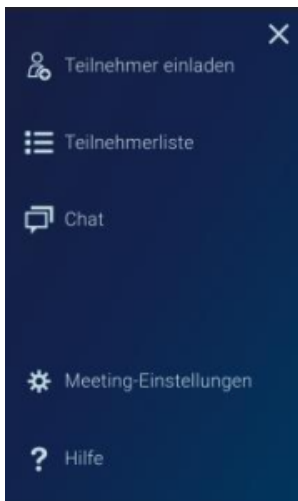 Teilnehmer einladen
Teilnehmerliste
Chat
Meeting-Einstellungen
Hilfe